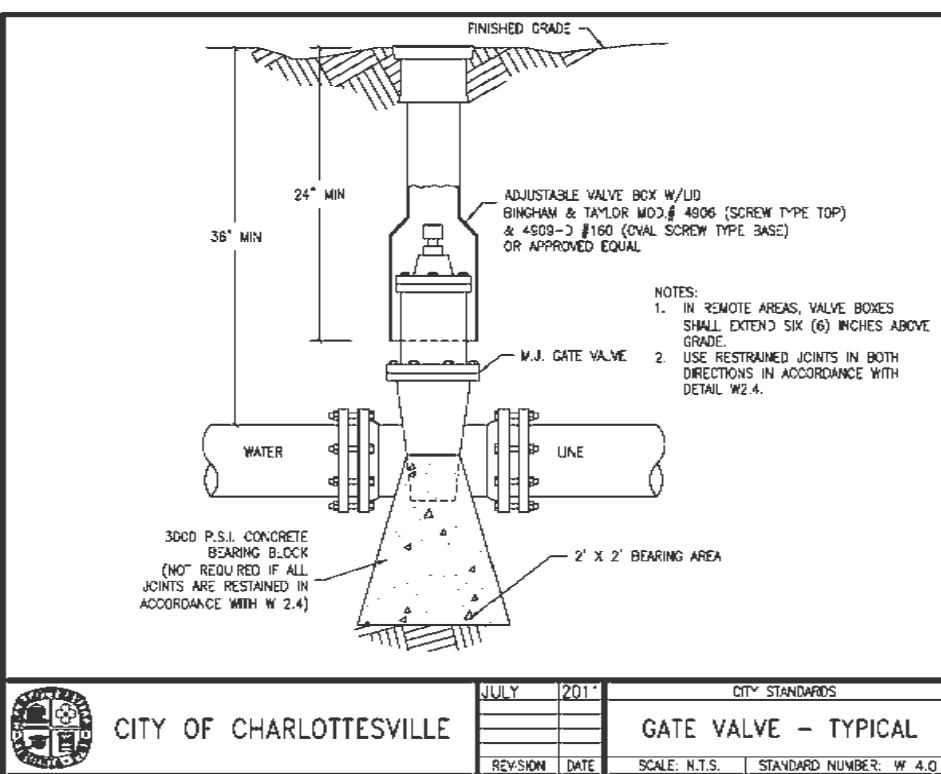 FINISHED GRADE
24" MIN
36" MIN
ADJUSTABLE VALVE BOX W/LID
BINGHAM & TAYLOR MOD.# 4906 (SCREW TYPE TOP)
& 4909-D #160 (OVAL SCREW TYPE BASE)
OR APPROVED EQUAL
NOTES:
1. IN REMOTE AREAS, VALVE BOXES
SHALL EXTEND SIX (6) INCHES ABOVE
GRADE.
2. USE RESTRAINED JOINTS IN BOTH
DIRECTIONS IN ACCORDANCE WITH
DETAIL W2.4.
M.J. GATE VALVE
WATER
LINE
3000 P.S.I. CONCRETE
BEARING BLOCK
(NOT REQUIRED IF ALL
JOINTS ARE RESTAINED IN
ACCORDANCE WITH W 2.4)
2' X 2' BEARING AREA
CITY OF CHARLOTTESVILLE
JULY 2011
REVISION DATE
CITY STANDARDS
GATE VALVE - TYPICAL
SCALE: N.T.S. STANDARD NUMBER: W 4.0